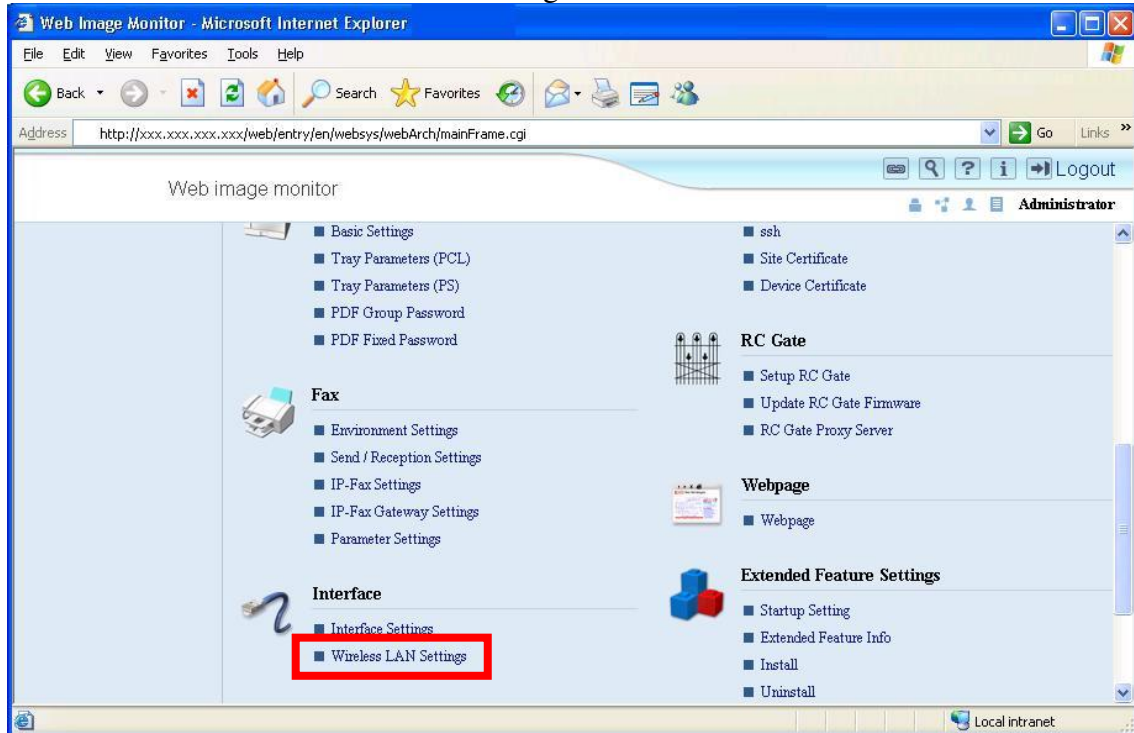 Web Image Monitor - Microsoft Internet Explorer
File Edit View Favorites Tools Help
Back Search Favorites
Address http://xxx.xxx.xxx.xxx/web/entry/en/websys/webArch/mainFrame.cgi Go Links »
Web image monitor
? i Logout
Administrator
Basic Settings
Tray Parameters (PCL)
Tray Parameters (PS)
PDF Group Password
PDF Fixed Password
Fax
Environment Settings
Send / Reception Settings
IP-Fax Settings
IP-Fax Gateway Settings
Parameter Settings
Interface
Interface Settings
Wireless LAN Settings
ssh
Site Certificate
Device Certificate
RC Gate
Setup RC Gate
Update RC Gate Firmware
RC Gate Proxy Server
Webpage
Webpage
Extended Feature Settings
Startup Setting
Extended Feature Info
Install
Uninstall
Local intranet